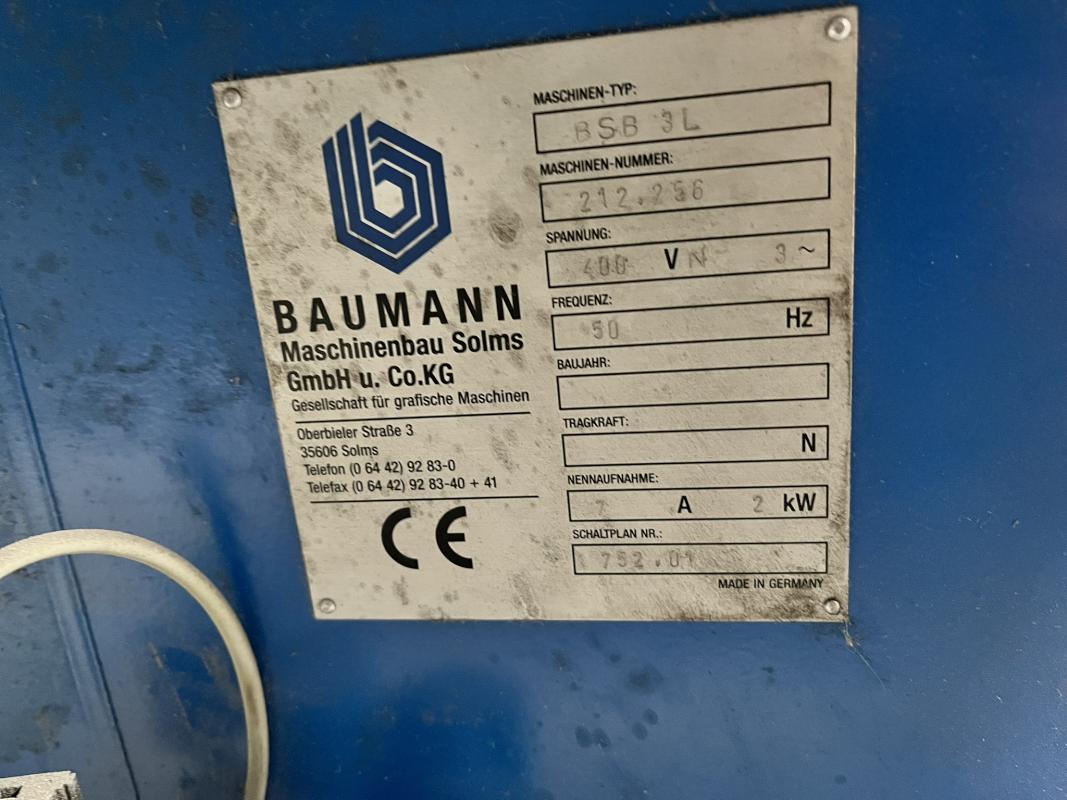 BAUMANN
Maschinenbau Solms
GmbH u. Co.KG
Gesellschaft für grafische Maschinen
Oberbieler Straße 3
35606 Solms
Telefon (0 64 42) 92 83-0
Telefax (0 64 42) 92 83-40 + 41
CE
MASCHINEN-TYP:
BSB 3L
MASCHINEN-NUMMER:
212.256
SPANNUNG:
400 V N 3 ~
FREQUENZ:
50 Hz
BAUJAHR:
TRAGKRAFT:
N
NENNAUFNAHME:
7 A 2 kW
SCHALTPLAN NR.:
752.01
MADE IN GERMANY